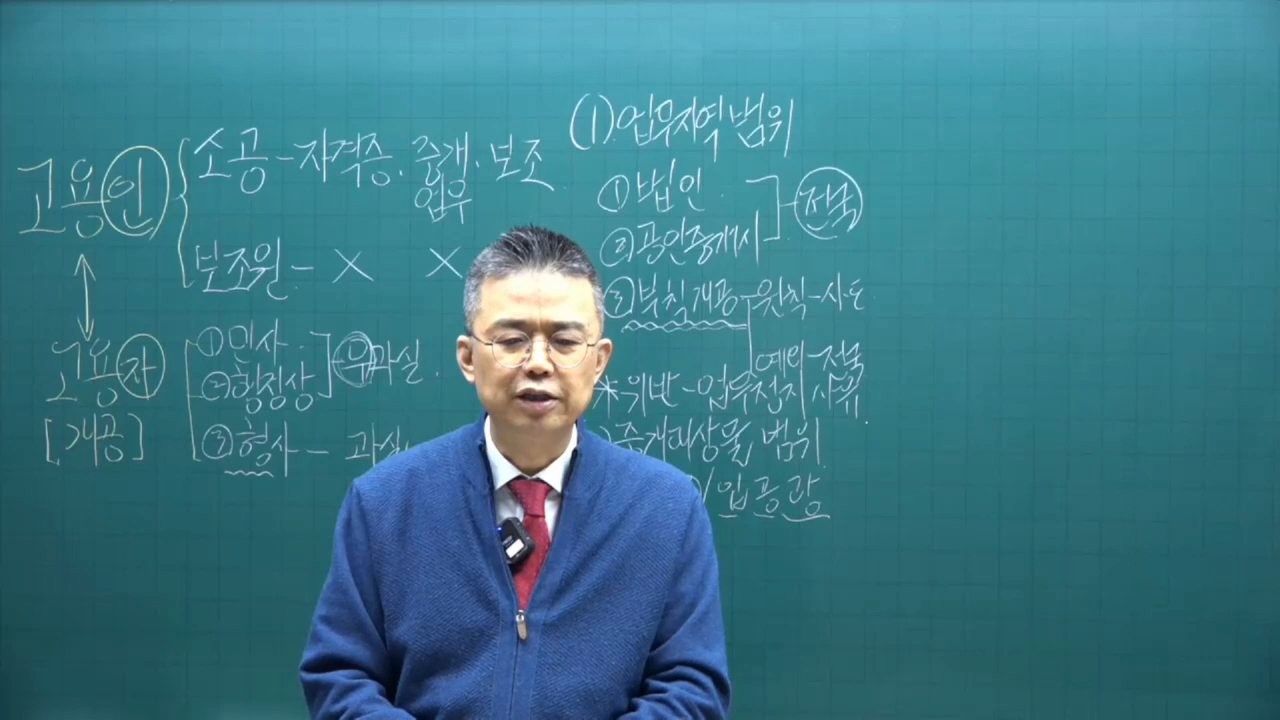 고용인
소공 - 자격증. 중개. 보조
업무
보조원 - × ×
고용자
[개공]
① 민사
② 행정상
무과실.
③ 형사 - 과실
(1). 업무지역 범위
① 법인.
② 공인중개사
전국
③ 부칙개공 - 원칙 - 시·도
예외 - 전국
* 위반 - 업무정지 사유.
중개대상물 범위
입 공 광